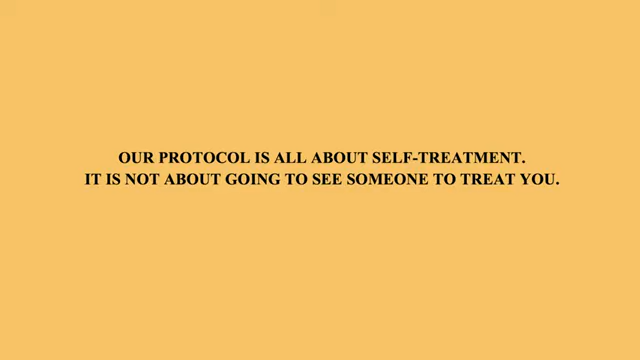 OUR PROTOCOL IS ALL ABOUT SELF-TREATMENT.
IT IS NOT ABOUT GOING TO SEE SOMEONE TO TREAT YOU.